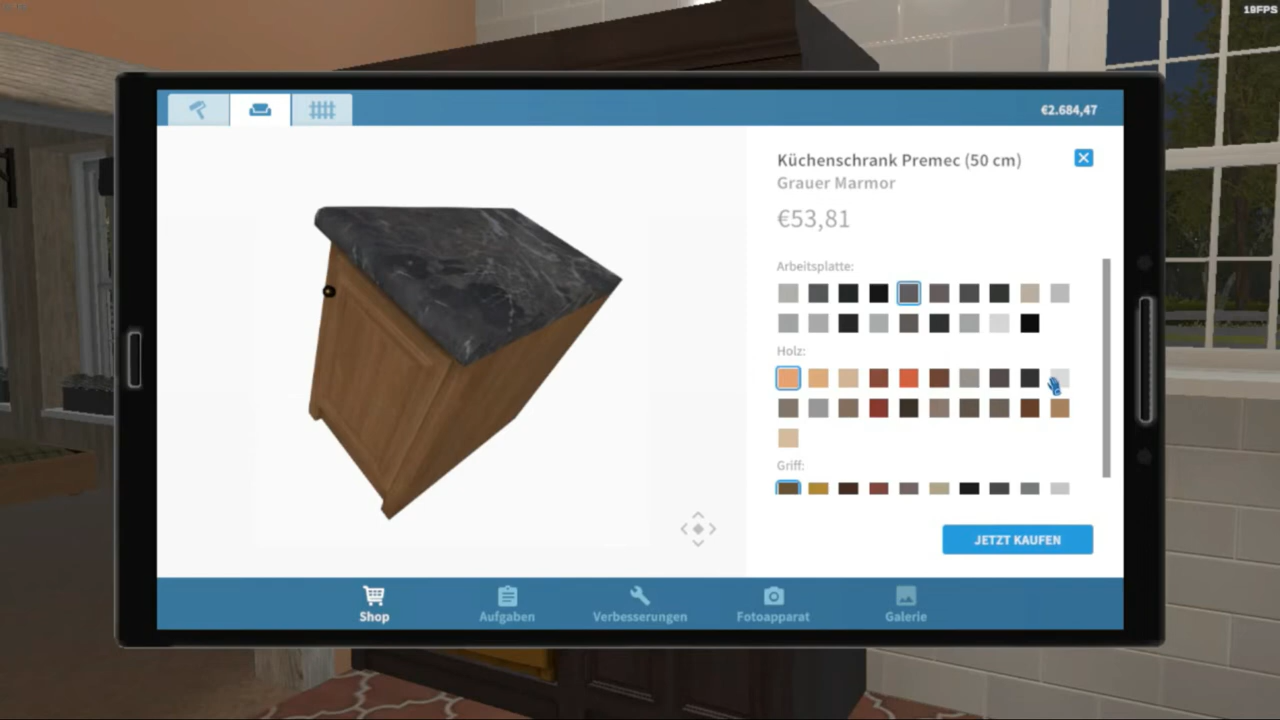 19FPS
€2.684,47
Küchenschrank Premec (50 cm)
Grauer Marmor
€53,81
Arbeitsplatte:
Holz:
Griff:
JETZT KAUFEN
Shop
Aufgaben
Verbesserungen
Fotoapparat
Galerie